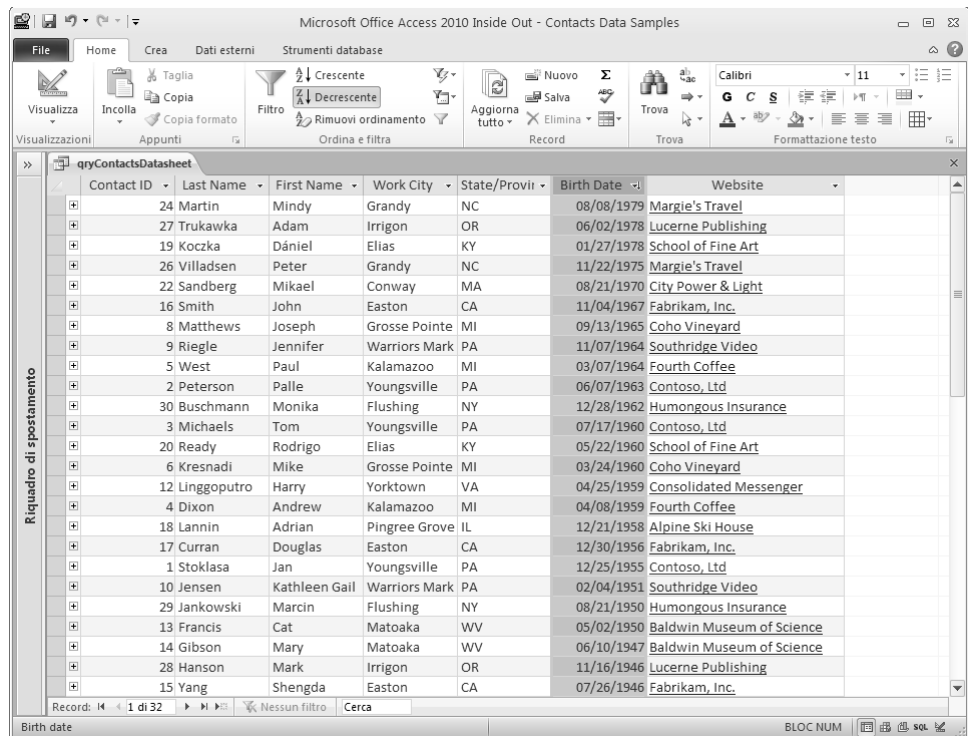 Microsoft Office Access 2010 Inside Out - Contacts Data Samples
File Home Crea Dati esterni Strumenti database
Visualizza
Visualizzazioni
Incolla
Taglia
Copia
Copia formato
Appunti
Filtro
Crescente
Decrescente
Rimuovi ordinamento
Ordina e filtra
Aggiorna tutto
Nuovo
Salva
Elimina
Record
Trova
Trova
Calibri 11
G C S
Formattazione testo
qryContactsDatasheet
Riquadro di spostamento
Contact ID Last Name First Name Work City State/Provir Birth Date Website
24 Martin Mindy Grandy NC 08/08/1979 Margie's Travel
27 Trukawka Adam Irrigon OR 06/02/1978 Lucerne Publishing
19 Koczka Dániel Elias KY 01/27/1978 School of Fine Art
26 Villadsen Peter Grandy NC 11/22/1975 Margie's Travel
22 Sandberg Mikael Conway MA 08/21/1970 City Power & Light
16 Smith John Easton CA 11/04/1967 Fabrikam, Inc.
8 Matthews Joseph Grosse Pointe MI 09/13/1965 Coho Vineyard
9 Riegle Jennifer Warriors Mark PA 11/07/1964 Southridge Video
5 West Paul Kalamazoo MI 03/07/1964 Fourth Coffee
2 Peterson Palle Youngsville PA 06/07/1963 Contoso, Ltd
30 Buschmann Monika Flushing NY 12/28/1962 Humongous Insurance
3 Michaels Tom Youngsville PA 07/17/1960 Contoso, Ltd
20 Ready Rodrigo Elias KY 05/22/1960 School of Fine Art
6 Kresnadi Mike Grosse Pointe MI 03/24/1960 Coho Vineyard
12 Linggoputro Harry Yorktown VA 04/25/1959 Consolidated Messenger
4 Dixon Andrew Kalamazoo MI 04/08/1959 Fourth Coffee
18 Lannin Adrian Pingree Grove IL 12/21/1958 Alpine Ski House
17 Curran Douglas Easton CA 12/30/1956 Fabrikam, Inc.
1 Stoklasa Jan Youngsville PA 12/25/1955 Contoso, Ltd
10 Jensen Kathleen Gail Warriors Mark PA 02/04/1951 Southridge Video
29 Jankowski Marcin Flushing NY 08/21/1950 Humongous Insurance
13 Francis Cat Matoaka WV 05/02/1950 Baldwin Museum of Science
14 Gibson Mary Matoaka WV 06/10/1947 Baldwin Museum of Science
28 Hanson Mark Irrigon OR 11/16/1946 Lucerne Publishing
15 Yang Shengda Easton CA 07/26/1946 Fabrikam, Inc.
Record: 1 di 32 Nessun filtro Cerca
Birth date BLOC NUM SQL